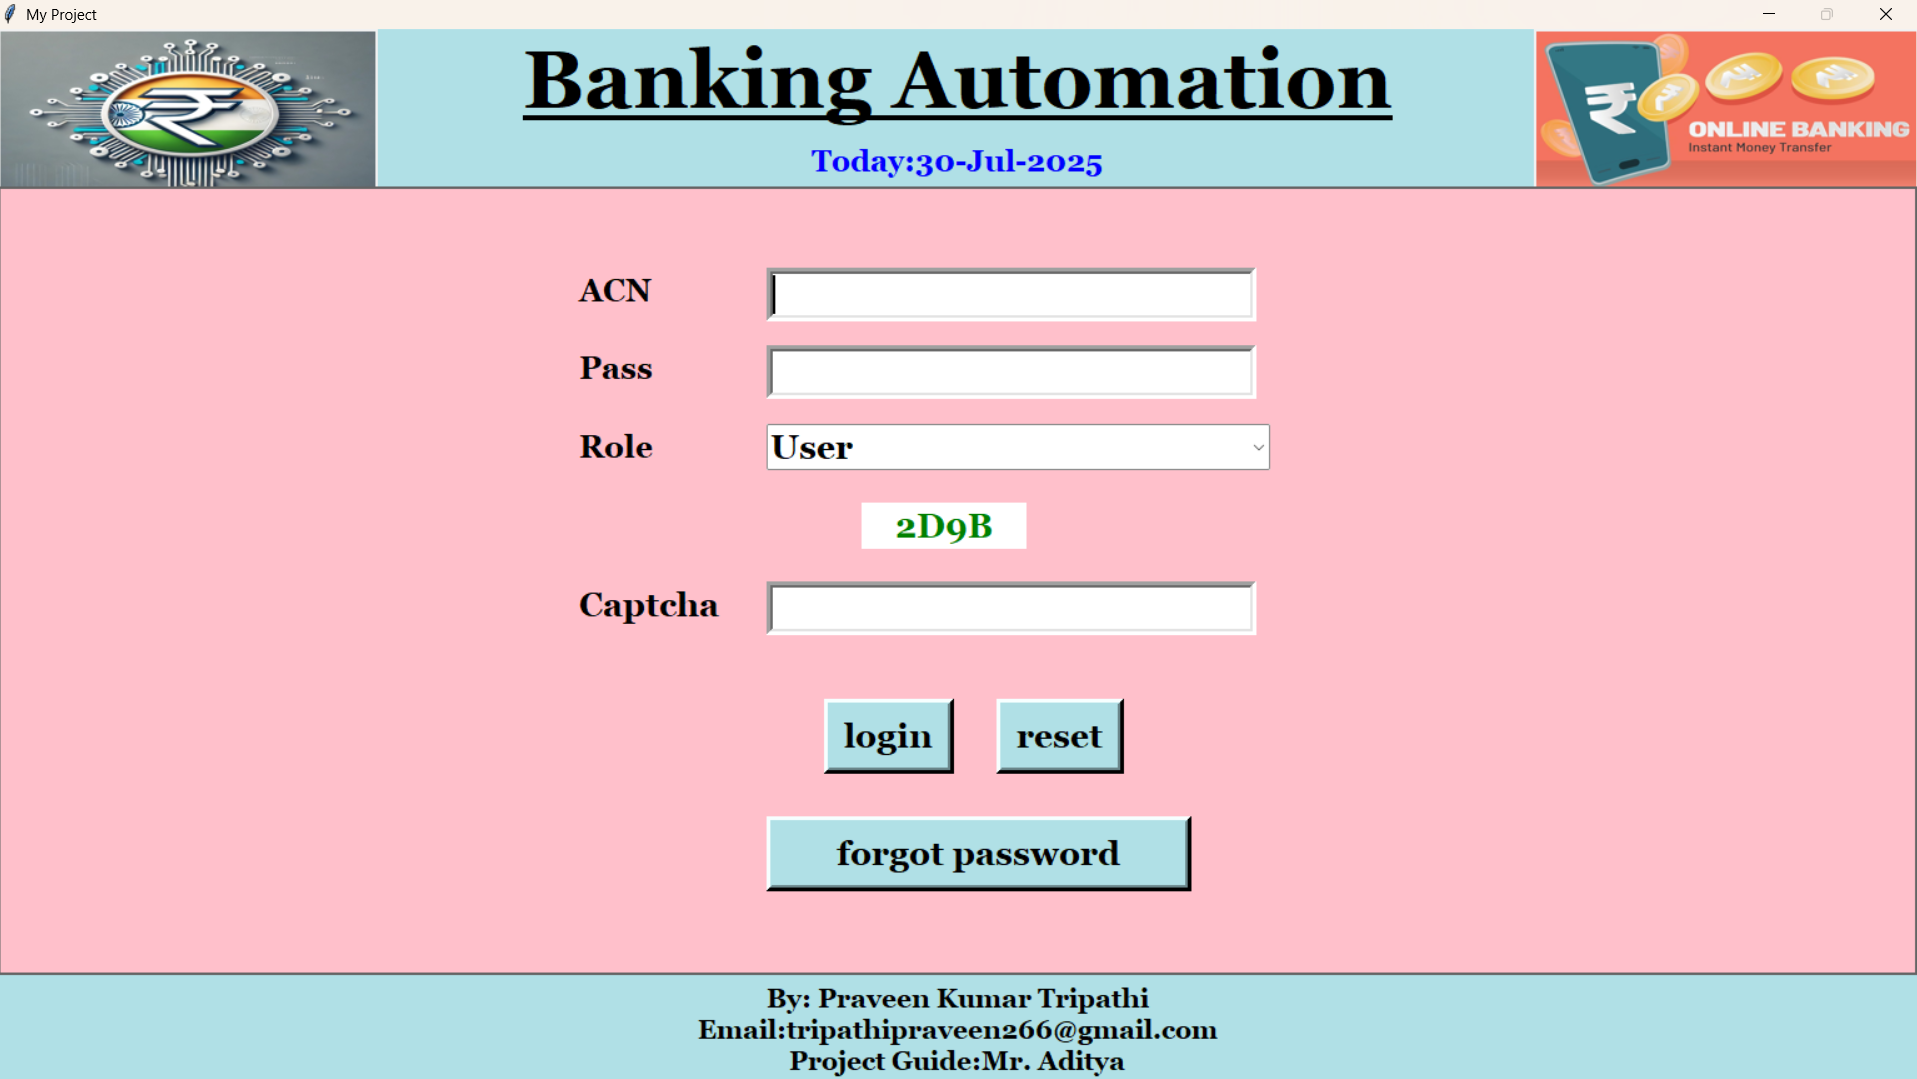 My Project
Banking Automation
Today:30-Jul-2025
ONLINE BANKING
Instant Money Transfer
ACN
Pass
Role
User
2D9B
Captcha
login
reset
forgot password
By: Praveen Kumar Tripathi
Email:tripathipraveen266@gmail.com
Project Guide:Mr. Aditya